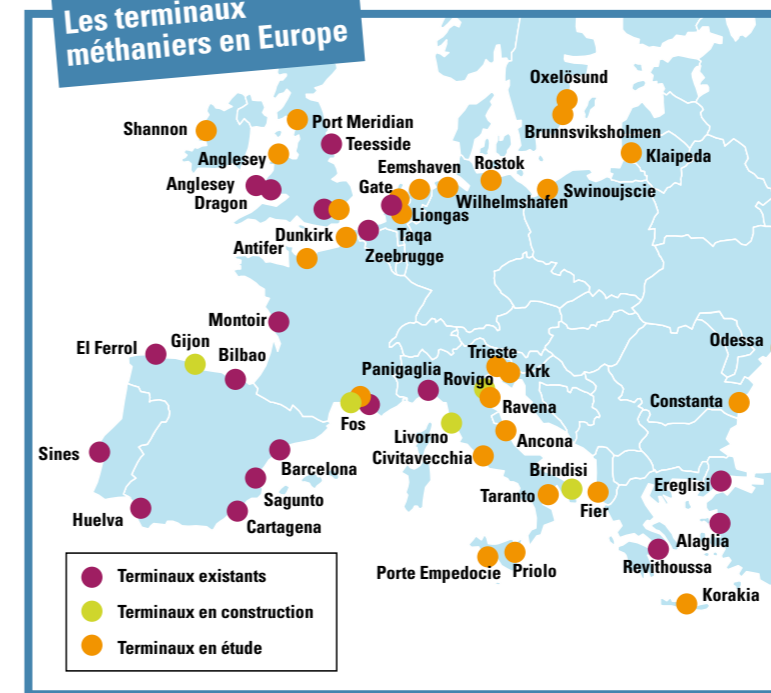 Les terminaux
méthaniers en Europe
Oxelösund
Shannon
Port Meridian
Brunnsviksholmen
Teesside
Klaipeda
Anglesey
Eemshaven
Rostok
Anglesey
Gate
Swinoujscie
Dragon
Wilhelmshafen
Liongas
Dunkirk
Taqa
Antifer
Zeebrugge
Montoir
El Ferrol
Gijon
Odessa
Bilbao
Trieste
Panigaglia
Krk
Rovigo
Constanta
Ravena
Fos
Livorno
Ancona
Sines
Civitavecchia
Barcelona
Brindisi
Ereglisi
Sagunto
Taranto
Fier
Huelva
Cartagena
Alaglia
Revithoussa
Porte Empedocie
Priolo
Korakia
Terminaux existants
Terminaux en construction
Terminaux en étude